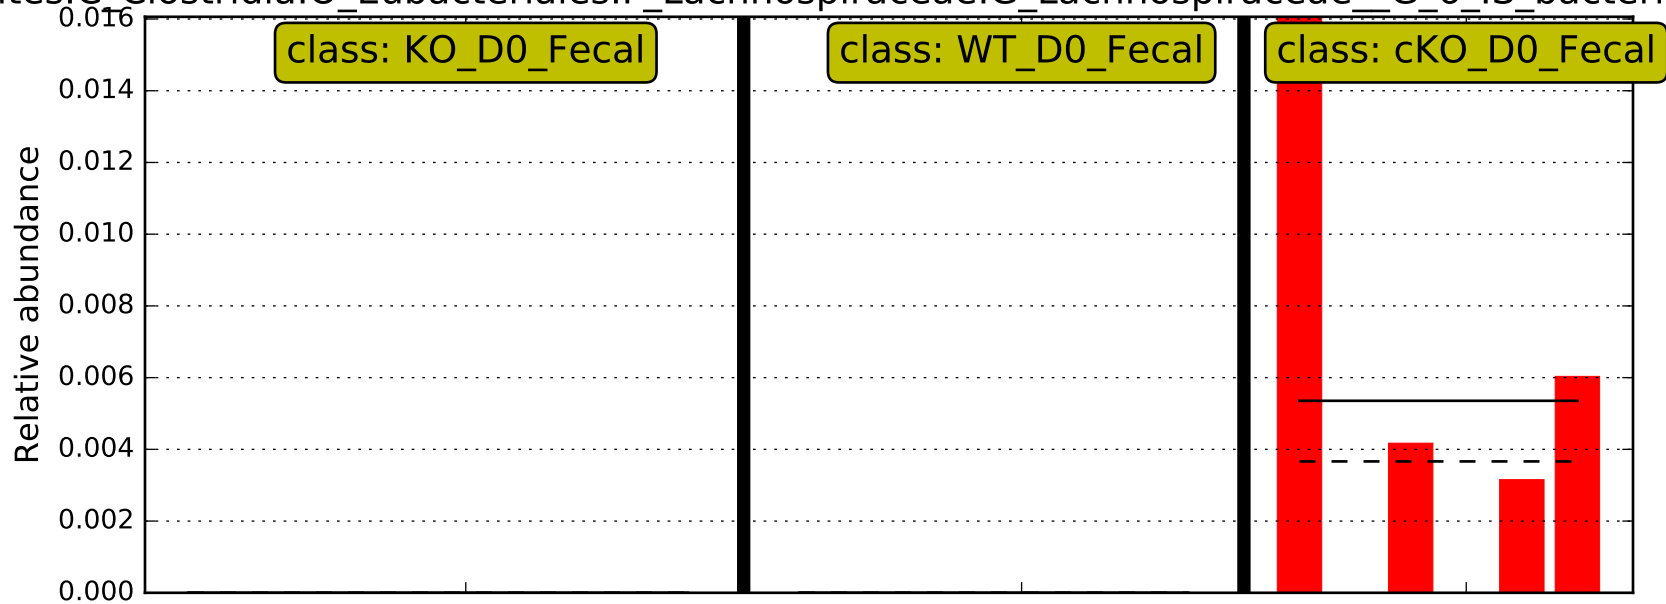 0.016
class: KO_D0_Fecal
class: WT_D0_Fecal
class: cKO_D0_Fecal
0.014
0.012
0.010
0.008
0.006
0.004
0.002
0.000
Relative abundance